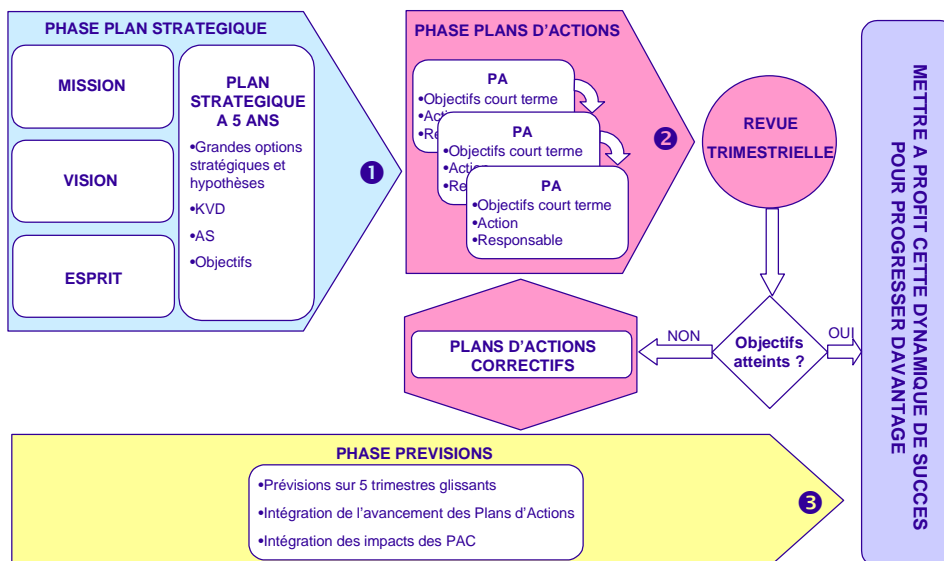 PHASE PLAN STRATEGIQUE
MISSION
VISION
ESPRIT
PLAN
STRATEGIQUE
A 5 ANS
•Grandes options
stratégiques et
hypothèses
•KVD
•AS
•Objectifs
❶
PHASE PLANS D’ACTIONS
PA
•Objectifs court terme
PA
•Objectifs court terme
PA
•Objectifs court terme
•Action
•Responsable
❷
REVUE
TRIMESTRIELLE
Objectifs
atteints ?
NON
OUI
PLANS D’ACTIONS
CORRECTIFS
PHASE PREVISIONS
•Prévisions sur 5 trimestres glissants
•Intégration de l’avancement des Plans d’Actions
•Intégration des impacts des PAC
❸
METTRE A PROFIT CETTE DYNAMIQUE DE SUCCES
POUR PROGRESSER DAVANTAGE